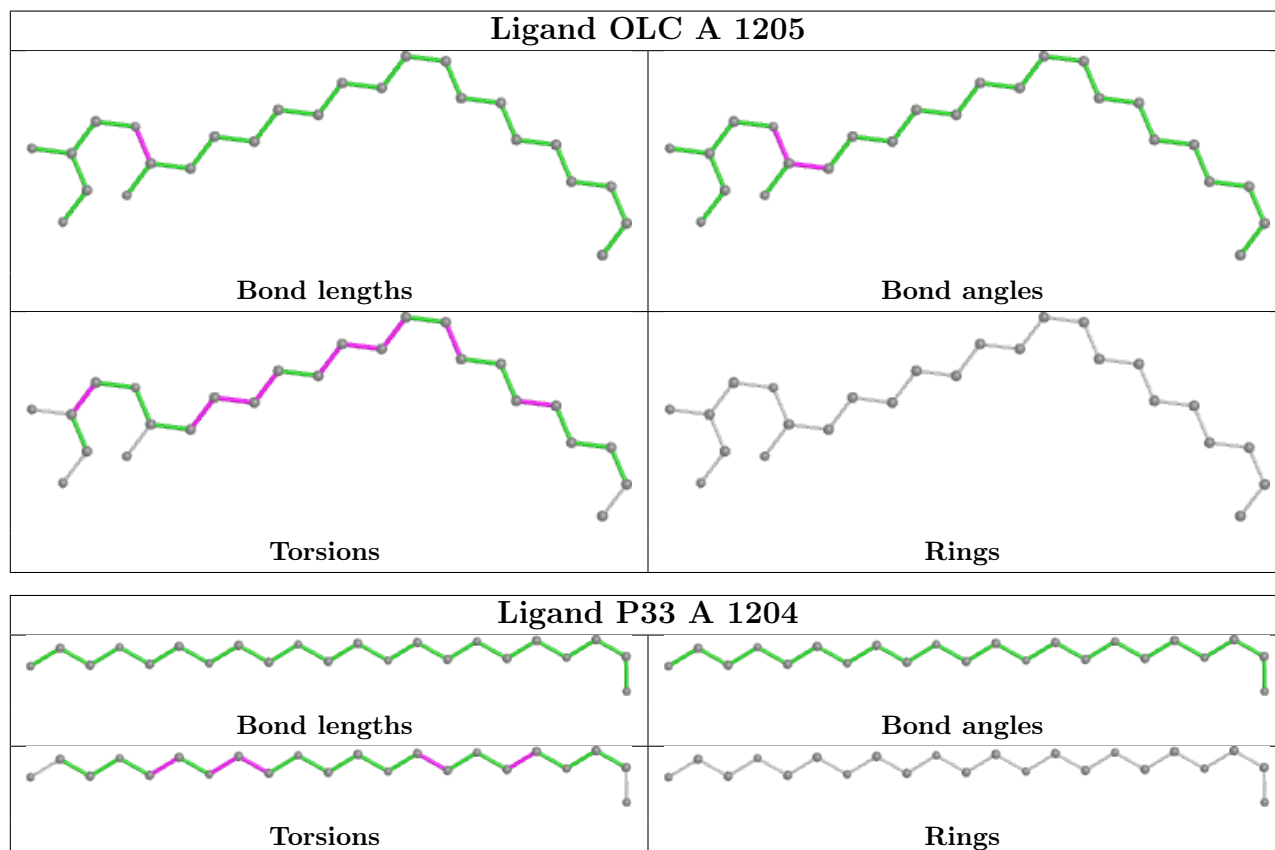 Ligand OLC A 1205
Bond lengths
Bond angles
Torsions
Rings
Ligand P33 A 1204
Bond lengths
Bond angles
Torsions
Rings